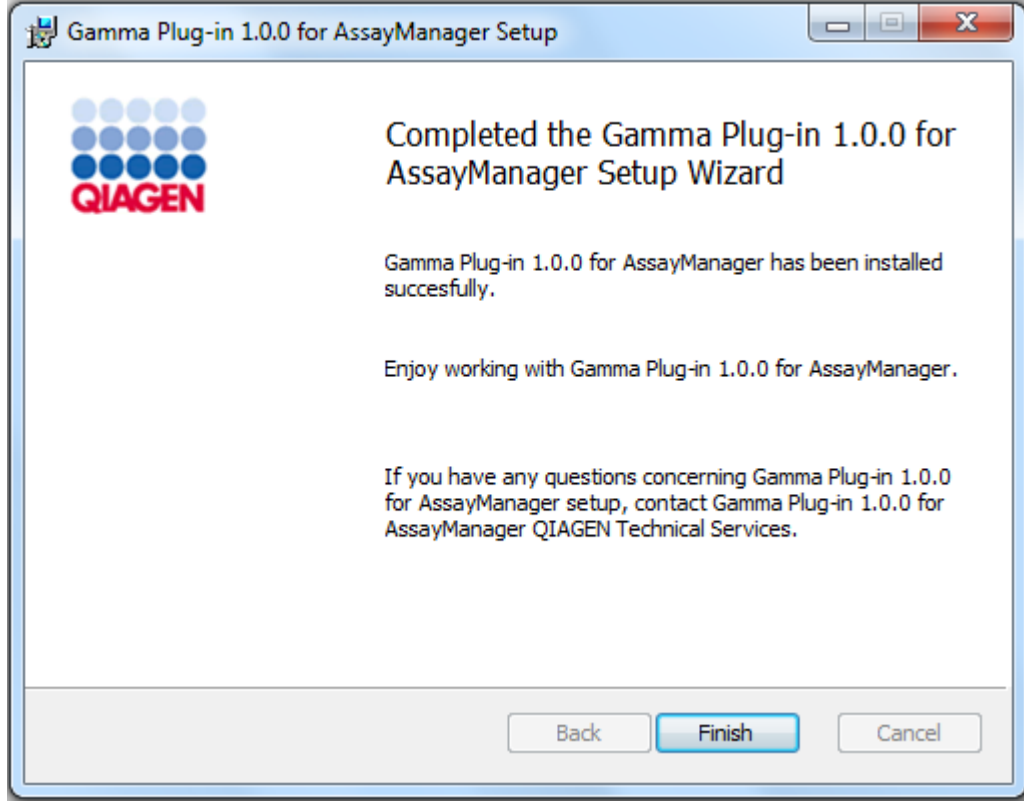 Gamma Plug-in 1.0.0 for AssayManager Setup
QIAGEN
Completed the Gamma Plug-in 1.0.0 for
AssayManager Setup Wizard
Gamma Plug-in 1.0.0 for AssayManager has been installed
succesfully.
Enjoy working with Gamma Plug-in 1.0.0 for AssayManager.
If you have any questions concerning Gamma Plug-in 1.0.0
for AssayManager setup, contact Gamma Plug-in 1.0.0 for
AssayManager QIAGEN Technical Services.
Back
Finish
Cancel